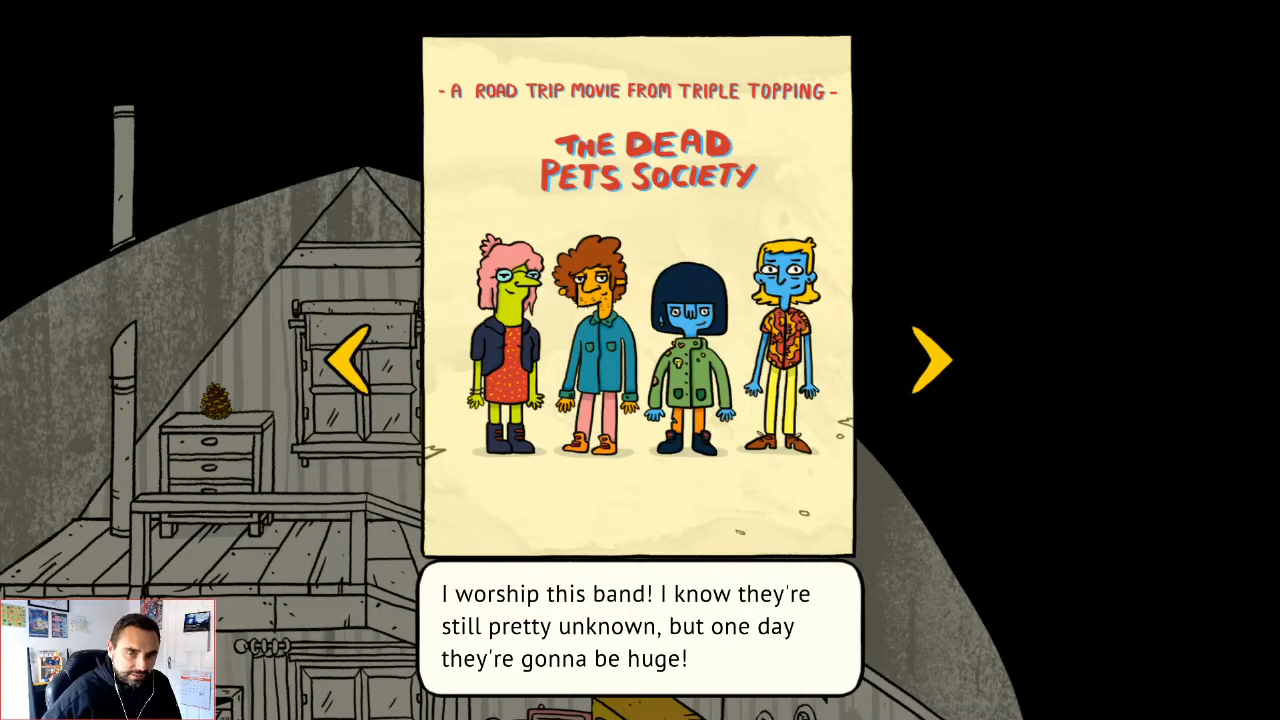 - A ROAD TRIP MOVIE FROM TRIPLE TOPPING -
THE DEAD
PETS SOCIETY
I worship this band! I know they're
still pretty unknown, but one day
they're gonna be huge!